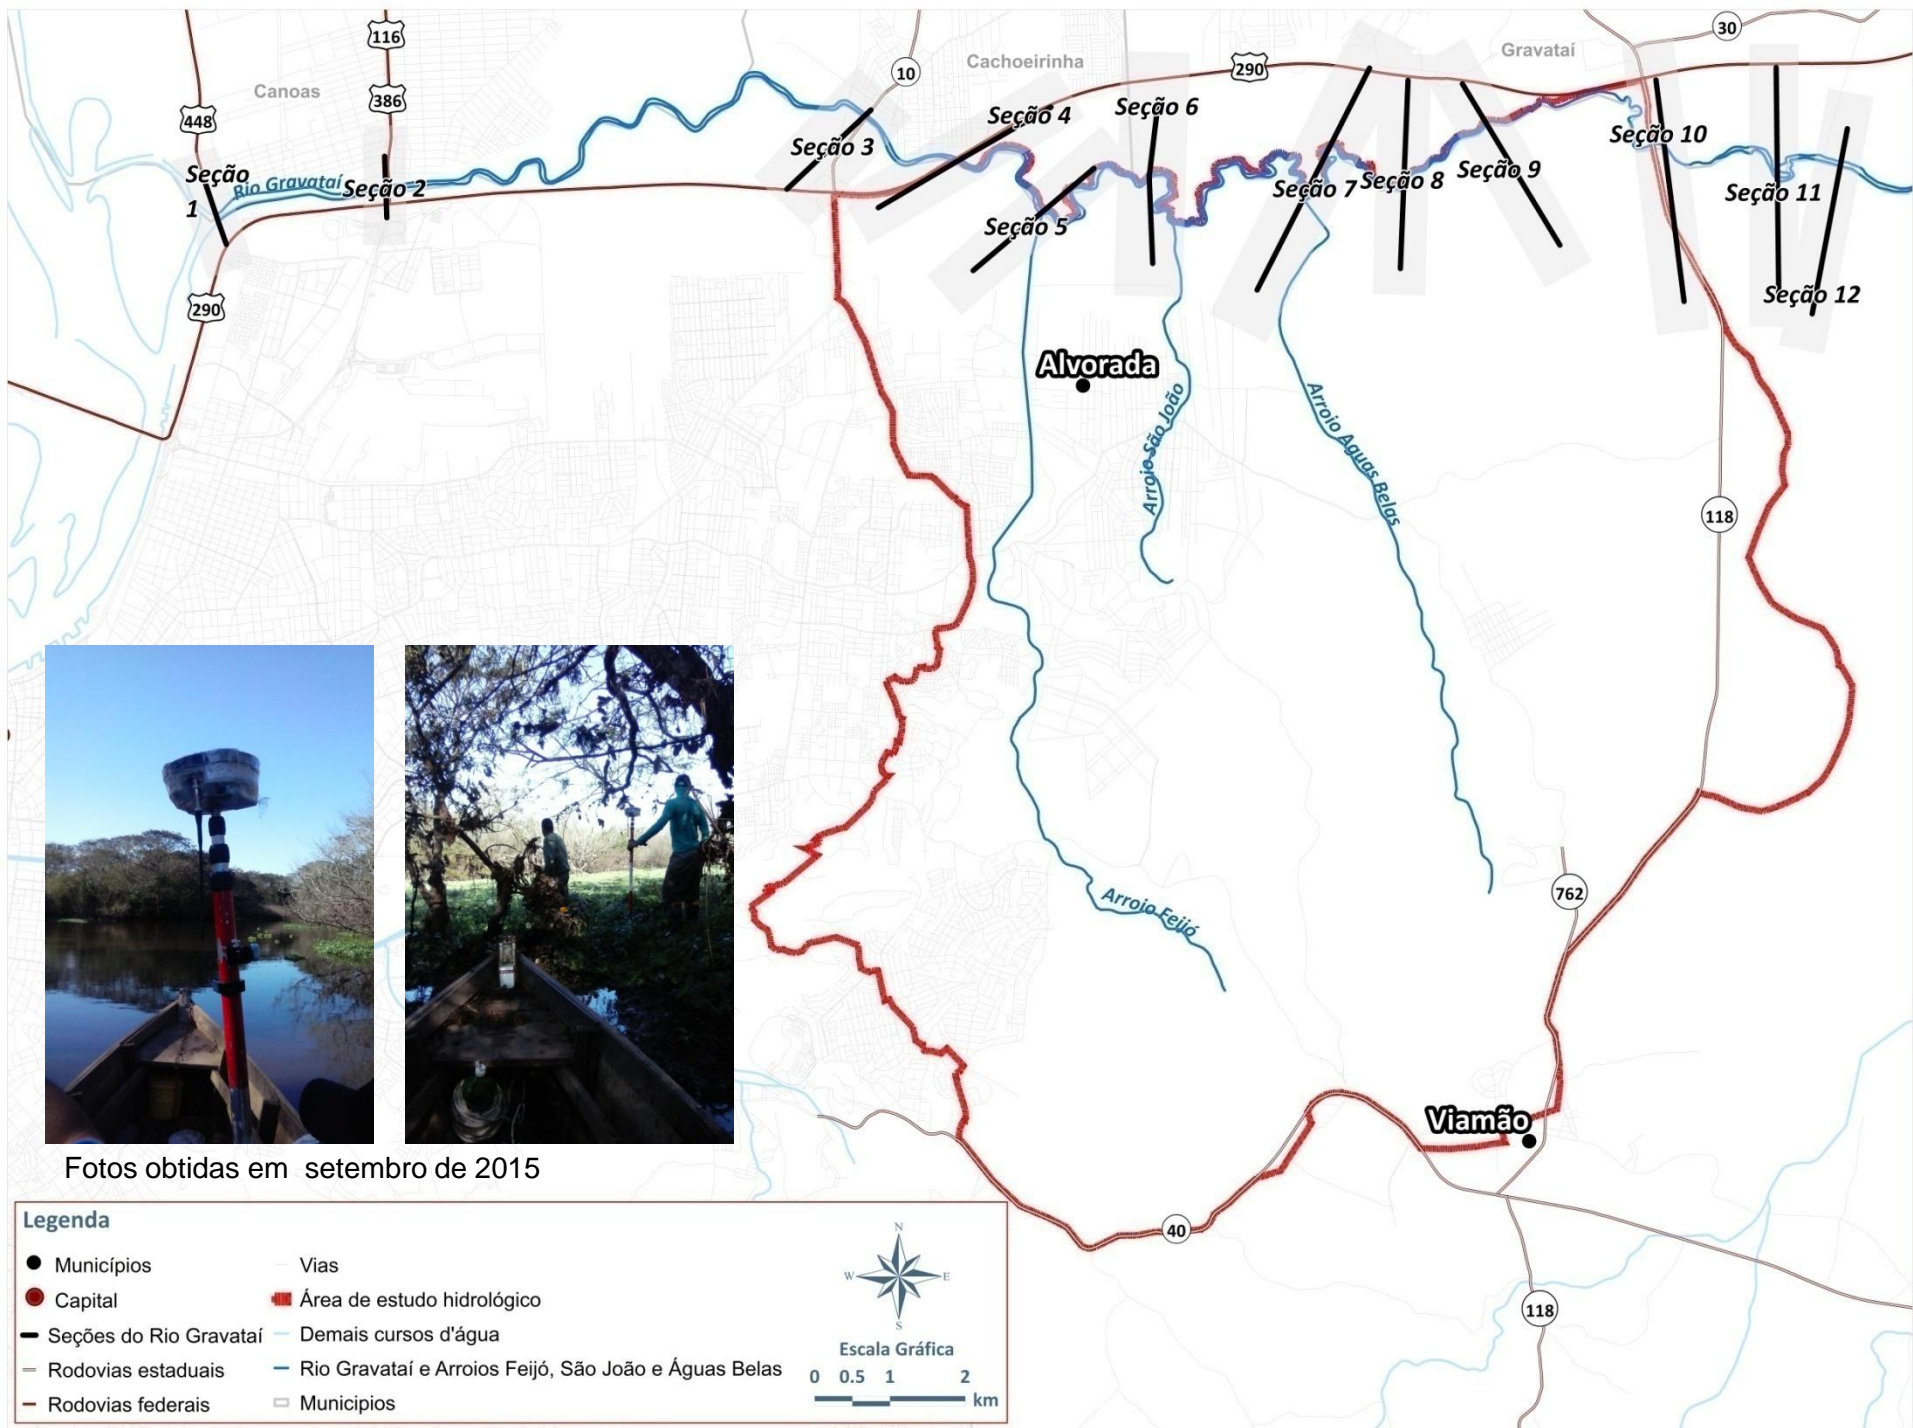 116
30
Gravataí
Cachoeirinha
10
290
Canoas
386
448
Seção 6
Seção 4
Seção 10
Seção 3
Seção
1
Rio Gravataí
Seção 2
Seção 7
Seção 8
Seção 9
Seção 11
Seção 5
Seção 12
290
Alvorada
Arroio São João
Arroio Aguas Belas
118
762
Arroio Feijó
Viamão
Fotos obtidas em setembro de 2015
40
118
Legenda
Municípios
Capital
Seções do Rio Gravataí
Rodovias estaduais
Rodovias federais
Vias
Área de estudo hidrológico
Demais cursos d'água
Rio Gravataí e Arroios Feijó, São João e Águas Belas
Municipios
N
W E
S
Escala Gráfica
0 0.5 1 2
km